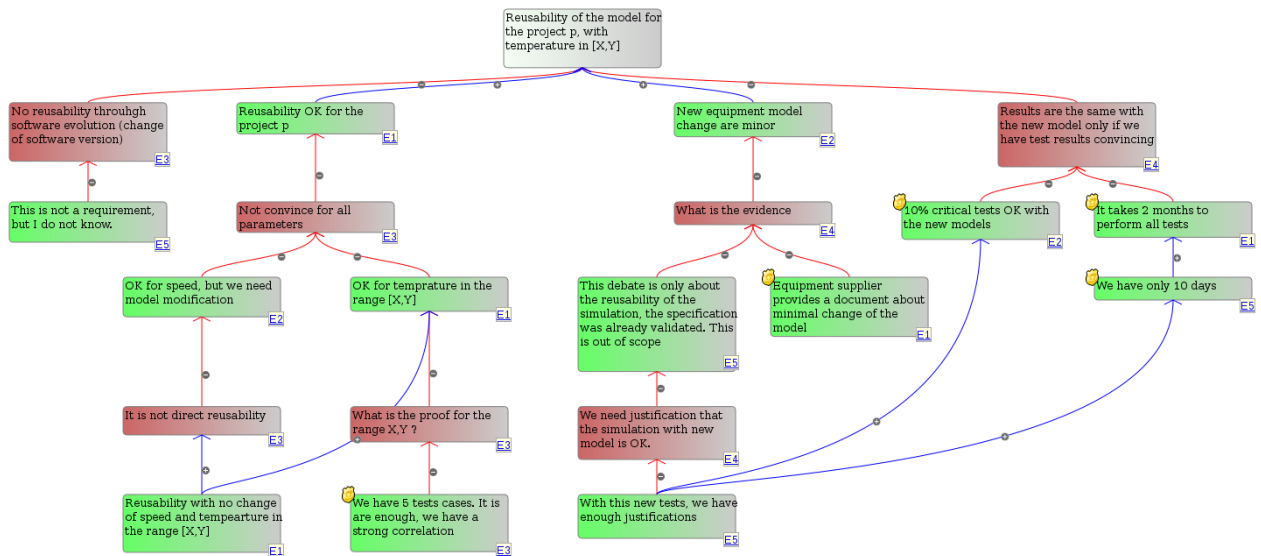 Reusability of the model for
the project p, with
temperature in [X,Y]
No reusability throuhgh
software evolution (change
of software version)
E3
Reusability OK for the
project p
E1
New equipment model
change are minor
E2
Results are the same with
the new model only if we
have test results convincing
E4
This is not a requirement,
but I do not know.
E5
Not convince for all
parameters
E3
What is the evidence
E4
10% critical tests OK with
the new models
E2
It takes 2 months to
perform all tests
E1
OK for speed, but we need
model modification
E2
OK for temprature in the
range [X,Y]
E1
This debate is only about
the reusability of the
simulation, the specification
was already validated. This
is out of scope
E5
Equipment supplier
provides a document about
minimal change of the
model
E1
We have only 10 days
E5
It is not direct reusability
E3
What is the proof for the
range X,Y ?
E3
We need justification that
the simulation with new
model is OK.
E4
Reusability with no change
of speed and tempearture in
the range [X,Y]
E1
We have 5 tests cases. It is
are enough, we have a
strong correlation
E3
With this new tests, we have
enough justifications
E5